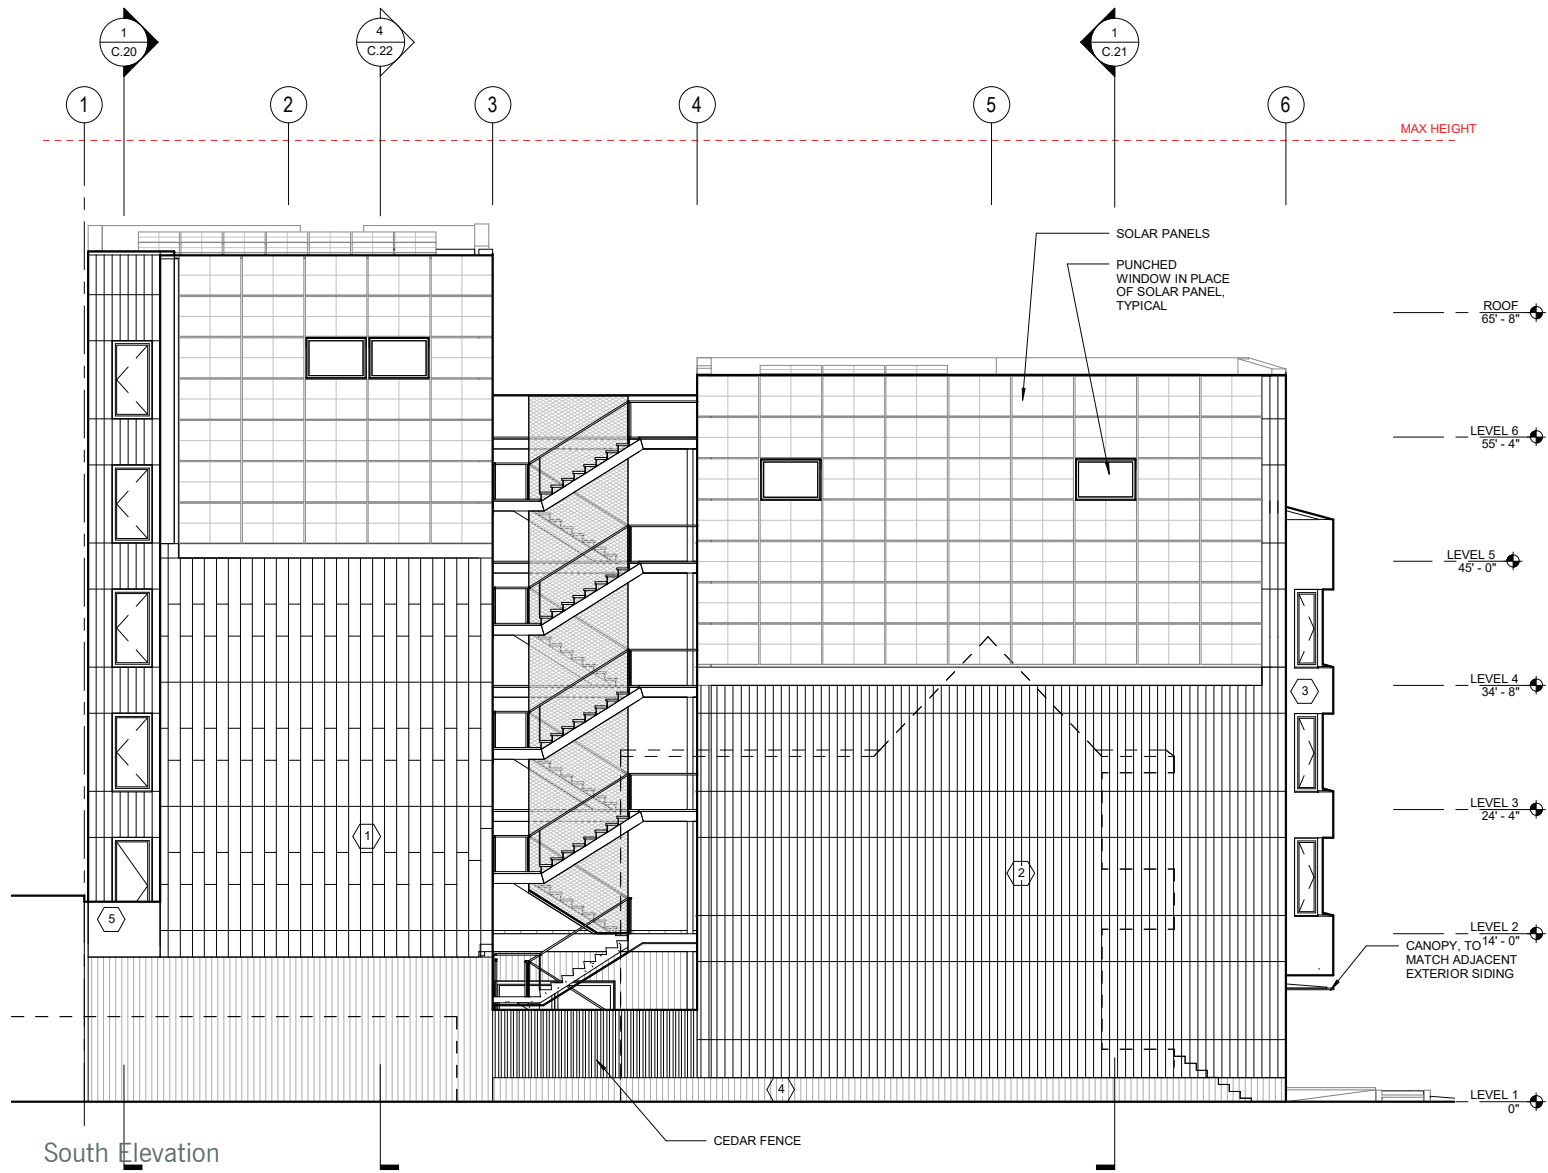 1
C.20
4
C.22
1
C.21
1
2
3
4
5
6
MAX HEIGHT
SOLAR PANELS
PUNCHED
WINDOW IN PLACE
OF SOLAR PANEL,
TYPICAL
ROOF
65' - 8"
LEVEL 6
55' - 4"
LEVEL 5
45' - 0"
LEVEL 4
34' - 8"
3
LEVEL 3
24' - 4"
1
2
5
LEVEL 2
14' - 0"
CANOPY, TO
MATCH ADJACENT
EXTERIOR SIDING
4
LEVEL 1
0"
CEDAR FENCE
South Elevation